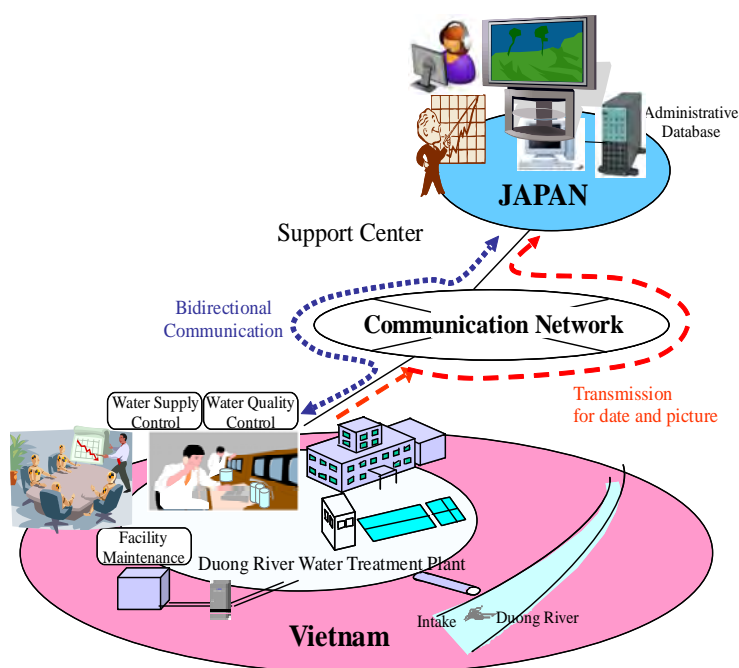 Administrative
Database
JAPAN
Support Center
Bidirectional
Communication
Communication Network
Transmission
for date and picture
Water Supply
Control
Water Quality
Control
Facility
Maintenance
Duong River Water Treatment Plant
Intake
Duong River
Vietnam